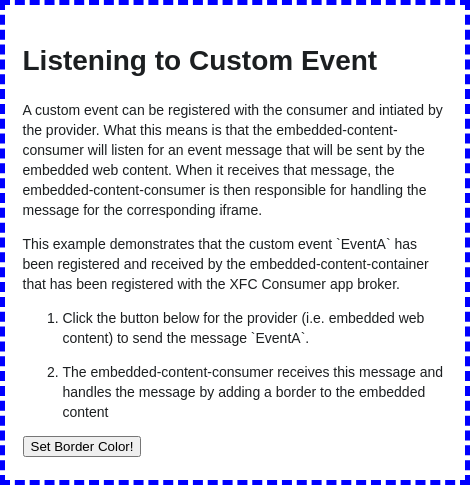 Listening to Custom Event
A custom event can be registered with the consumer and intiated by
the provider. What this means is that the embedded-content-
consumer will listen for an event message that will be sent by the
embedded web content. When it receives that message, the
embedded-content-consumer is then responsible for handling the
message for the corresponding iframe.
This example demonstrates that the custom event `EventA` has
been registered and received by the embedded-content-container
that has been registered with the XFC Consumer app broker.
1. Click the button below for the provider (i.e. embedded web
content) to send the message `EventA`.
2. The embedded-content-consumer receives this message and
handles the message by adding a border to the embedded
content
Set Border Color!